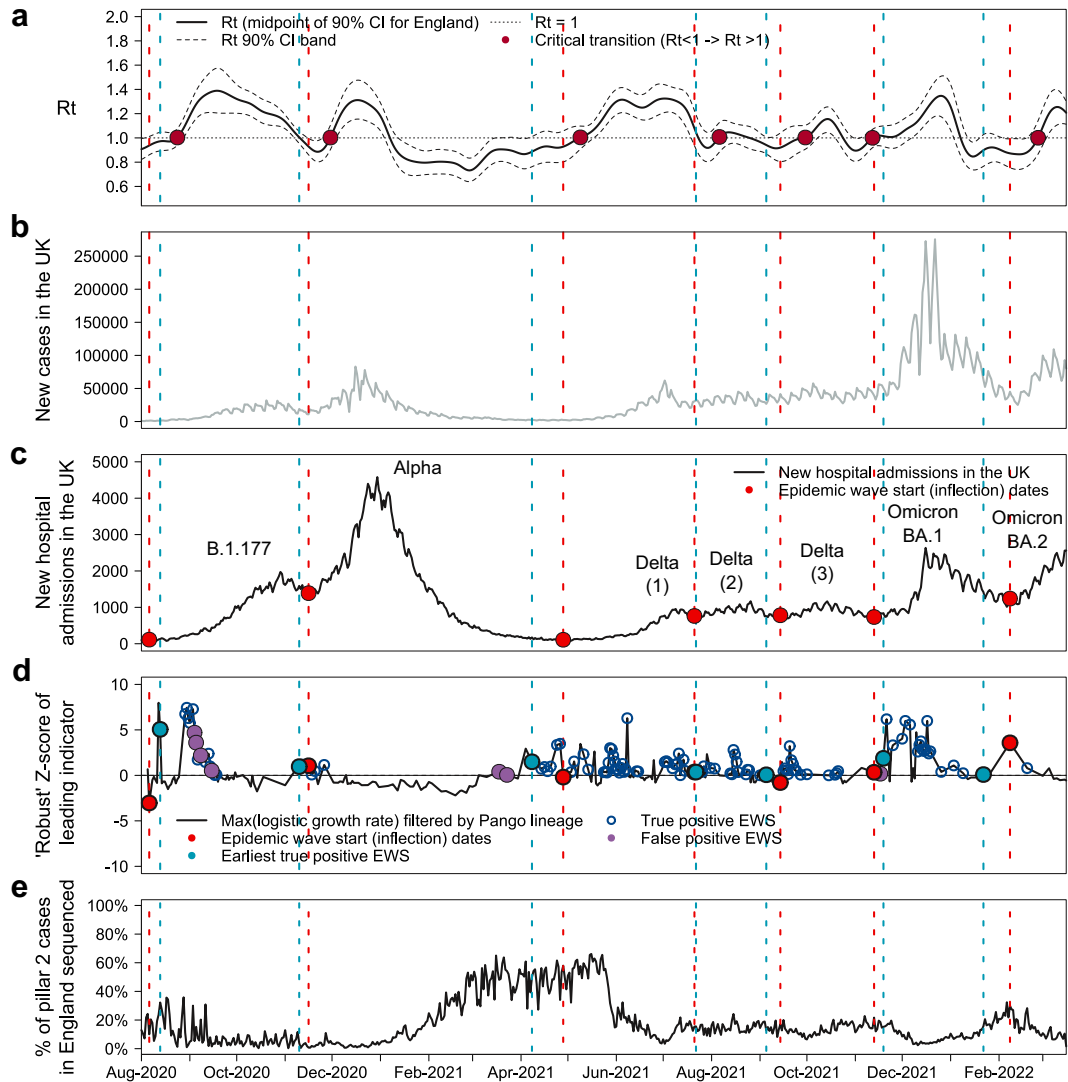 a
Rt (midpoint of 90% CI for England)
Rt = 1
Rt 90% CI band
Critical transition (Rt<1 -> Rt >1)
Rt
2.0
1.8
1.6
1.4
1.2
1.0
0.8
0.6
b
New cases in the UK
250000
200000
150000
100000
50000
0
c
New hospital
admissions in the UK
5000
4000
3000
2000
1000
0
B.1.177
Alpha
Delta
(1)
Delta
(2)
Delta
(3)
Omicron
BA.1
Omicron
BA.2
New hospital admissions in the UK
Epidemic wave start (inflection) dates
d
'Robust' Z-score of
leading indicator
10
5
0
-5
-10
Max(logistic growth rate) filtered by Pango lineage
Epidemic wave start (inflection) dates
Earliest true positive EWS
True positive EWS
False positive EWS
e
% of pillar 2 cases
in England sequenced
100%
80%
60%
40%
20%
0%
Aug-2020
Oct-2020
Dec-2020
Feb-2021
Apr-2021
Jun-2021
Aug-2021
Oct-2021
Dec-2021
Feb-2022